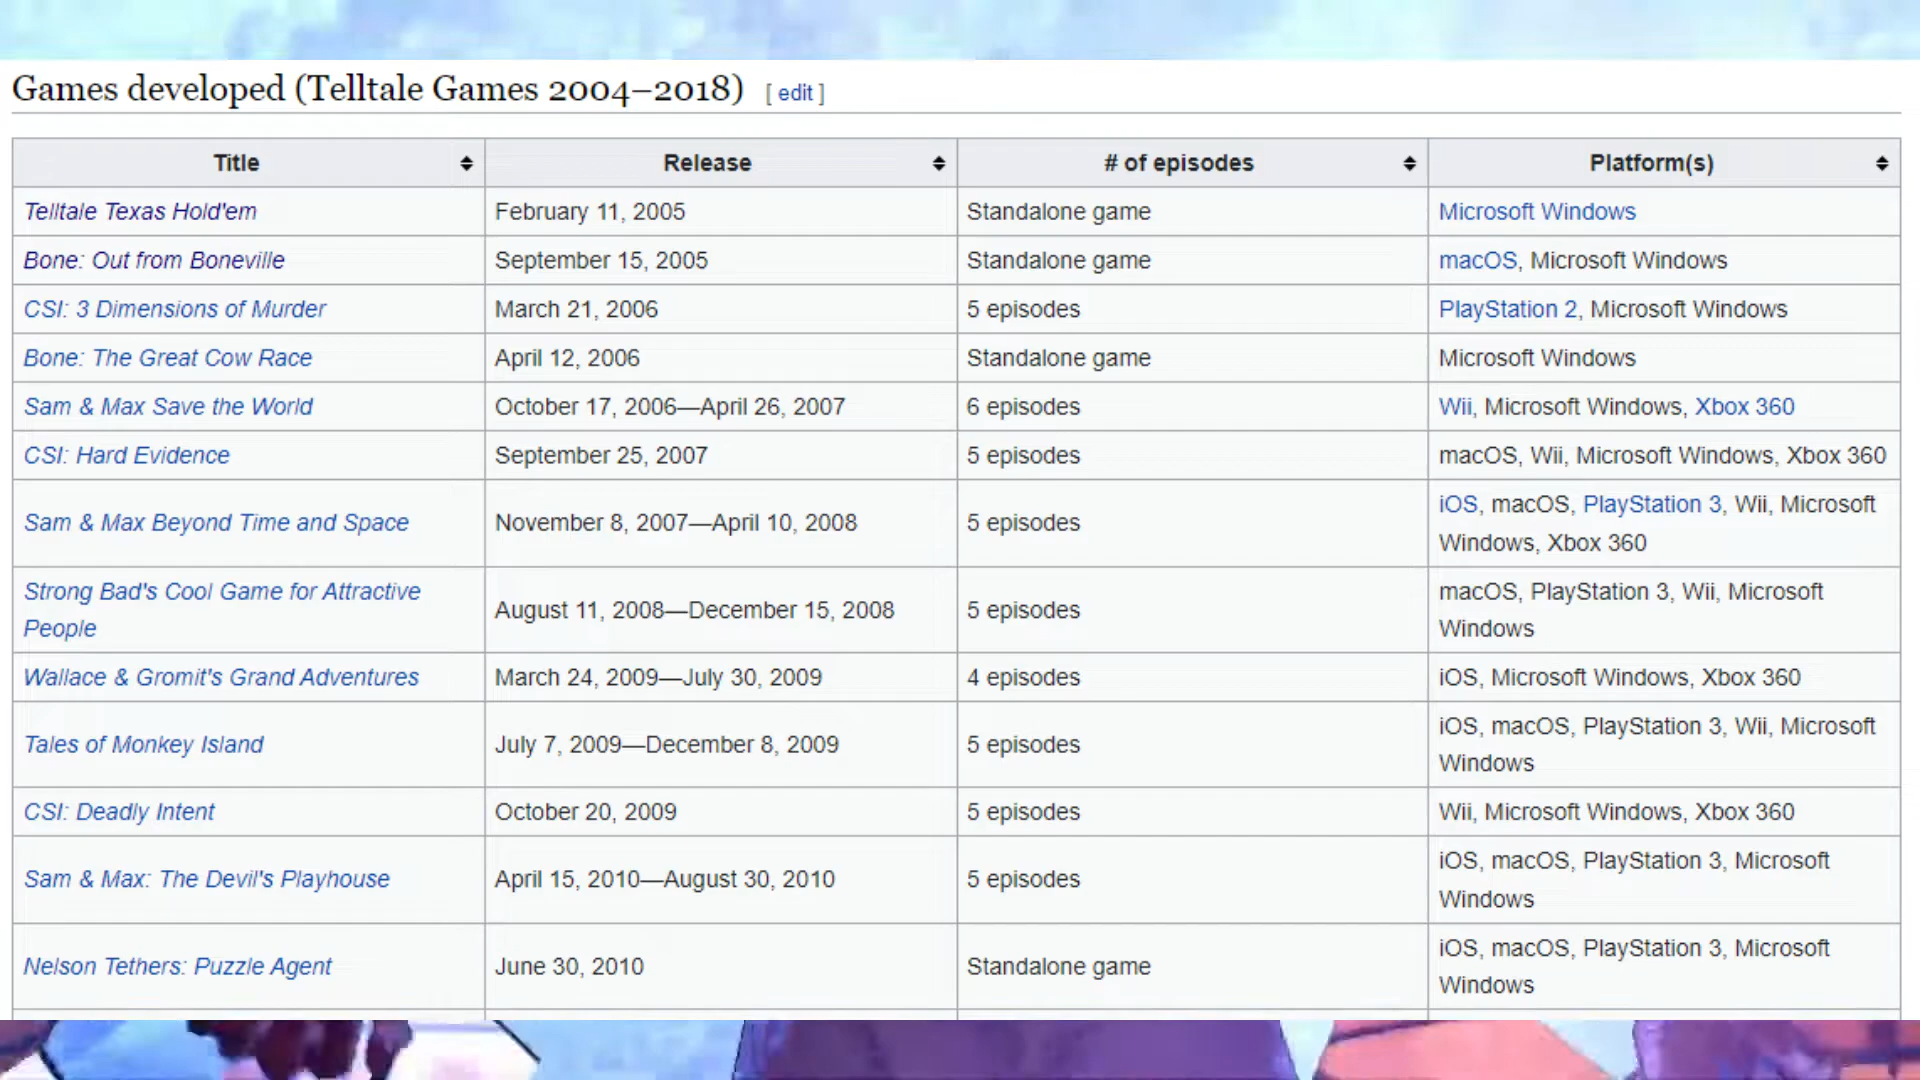 Games developed (Telltale Games 2004–2018) [ edit ]
Title Release # of episodes Platform(s)
Telltale Texas Hold'em February 11, 2005 Standalone game Microsoft Windows
Bone: Out from Boneville September 15, 2005 Standalone game macOS, Microsoft Windows
CSI: 3 Dimensions of Murder March 21, 2006 5 episodes PlayStation 2, Microsoft Windows
Bone: The Great Cow Race April 12, 2006 Standalone game Microsoft Windows
Sam & Max Save the World October 17, 2006—April 26, 2007 6 episodes Wii, Microsoft Windows, Xbox 360
CSI: Hard Evidence September 25, 2007 5 episodes macOS, Wii, Microsoft Windows, Xbox 360
Sam & Max Beyond Time and Space November 8, 2007—April 10, 2008 5 episodes iOS, macOS, PlayStation 3, Wii, Microsoft
Windows, Xbox 360
Strong Bad's Cool Game for Attractive
People August 11, 2008—December 15, 2008 5 episodes macOS, PlayStation 3, Wii, Microsoft
Windows
Wallace & Gromit's Grand Adventures March 24, 2009—July 30, 2009 4 episodes iOS, Microsoft Windows, Xbox 360
Tales of Monkey Island July 7, 2009—December 8, 2009 5 episodes iOS, macOS, PlayStation 3, Wii, Microsoft
Windows
CSI: Deadly Intent October 20, 2009 5 episodes Wii, Microsoft Windows, Xbox 360
Sam & Max: The Devil's Playhouse April 15, 2010—August 30, 2010 5 episodes iOS, macOS, PlayStation 3, Microsoft
Windows
Nelson Tethers: Puzzle Agent June 30, 2010 Standalone game iOS, macOS, PlayStation 3, Microsoft
Windows